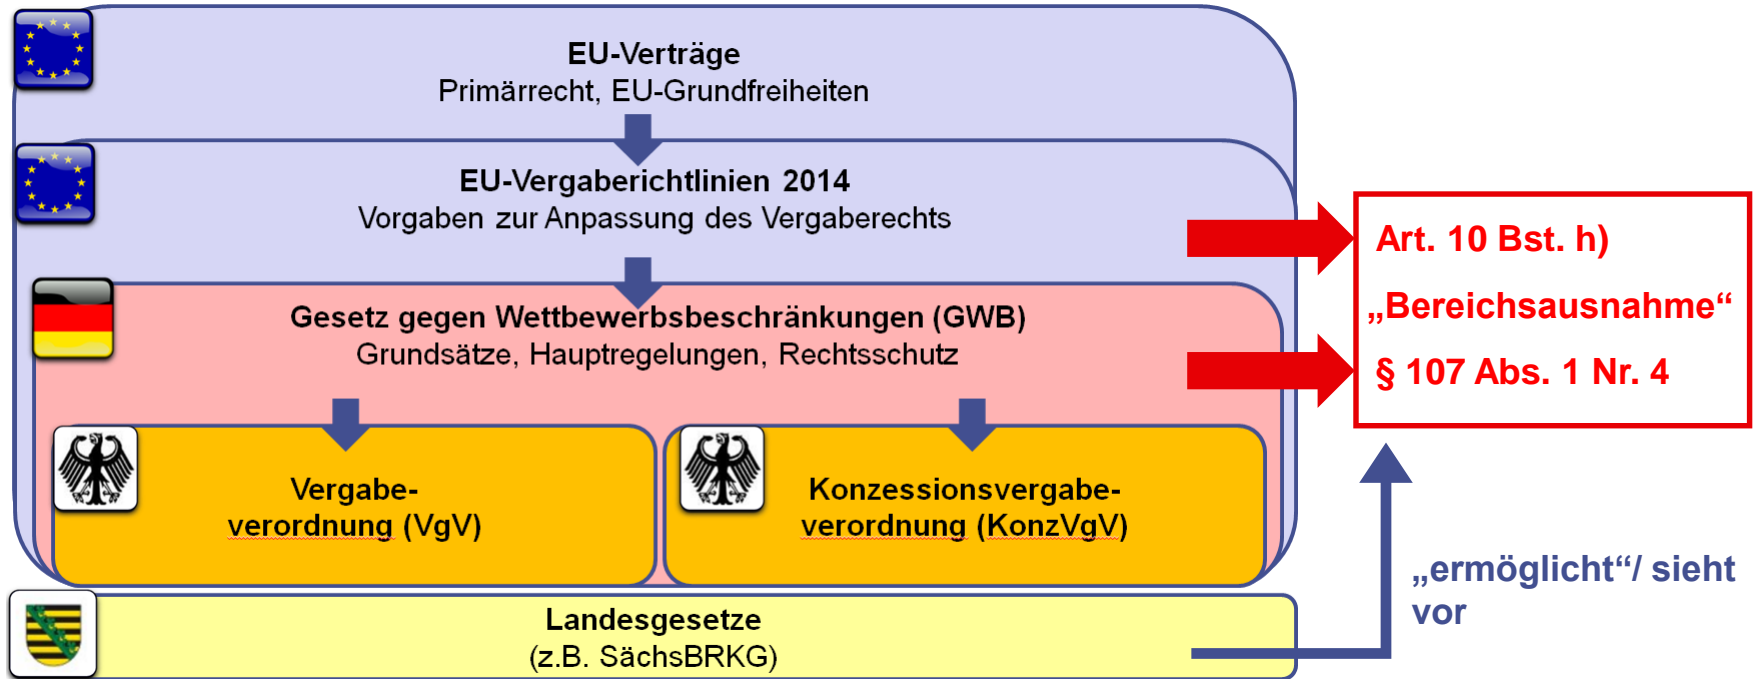 EU-Verträge
Primärrecht, EU-Grundfreiheiten
EU-Vergaberichtlinien 2014
Vorgaben zur Anpassung des Vergaberechts
Gesetz gegen Wettbewerbsbeschränkungen (GWB)
Grundsätze, Hauptregelungen, Rechtsschutz
Vergabe-
verordnung (VgV)
Konzessionsvergabe-
verordnung (KonzVgV)
Landesgesetze
(z.B. SächsBRKG)
Art. 10 Bst. h)
„Bereichsausnahme“
§ 107 Abs. 1 Nr. 4
„ermöglicht“/ sieht
vor